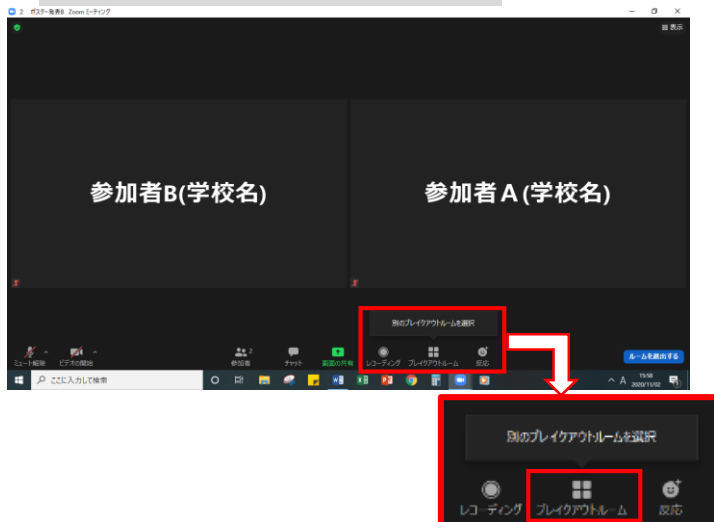 2 ポスター発表B Zoom ミーティング
表示
参加者B(学校名)
参加者A(学校名)
別のブレイクアウトルームを選択
ミュート解除
ビデオの開始
参加者
2
チャット
画面の共有
レコーディング
ブレイクアウトルーム
反応
ルームを退出する
ここに入力して検索
A
15:58
2020/11/02
別のブレイクアウトルームを選択
レコーディング
ブレイクアウトルーム
反応